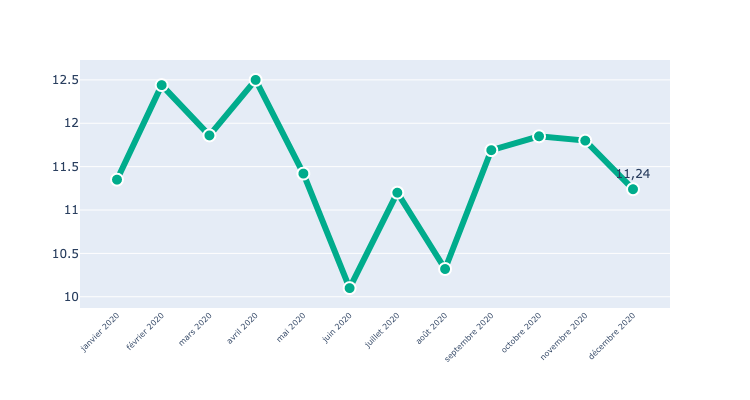 12.5
12
11.5
11
10.5
10
11,24
janvier 2020
février 2020
mars 2020
avril 2020
mai 2020
juin 2020
juillet 2020
août 2020
septembre 2020
octobre 2020
novembre 2020
décembre 2020